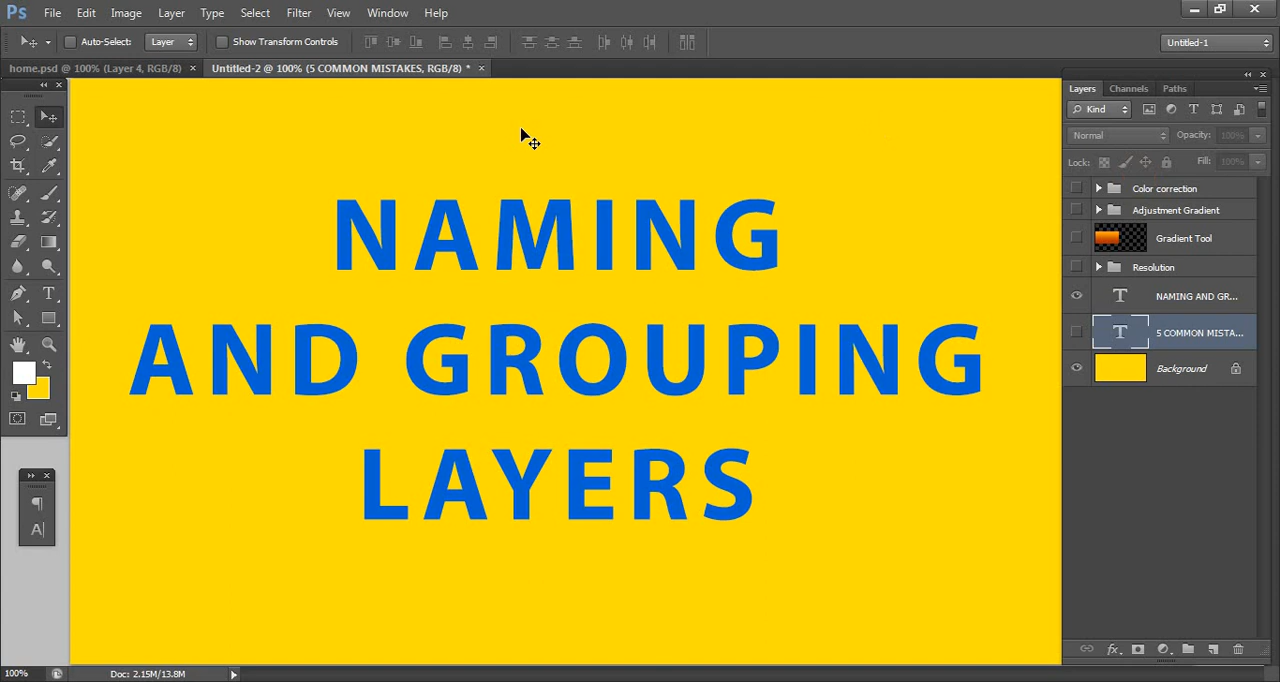 Ps File Edit Image Layer Type Select Filter View Window Help
Auto-Select: Layer Show Transform Controls Untitled-1
home.psd @ 100% (Layer 4, RGB/8) × Untitled-2 @ 100% (5 COMMON MISTAKES, RGB/8) * ×
Layers Channels Paths
Kind T
Normal Opacity: 100%
Lock: Fill: 100%
Color correction
Adjustment Gradient
Gradient Tool
Resolution
T NAMING AND GR...
T 5 COMMON MISTA...
Background
NAMING
AND GROUPING
LAYERS
T
A
fx
100% Doc: 2.15M/13.8M